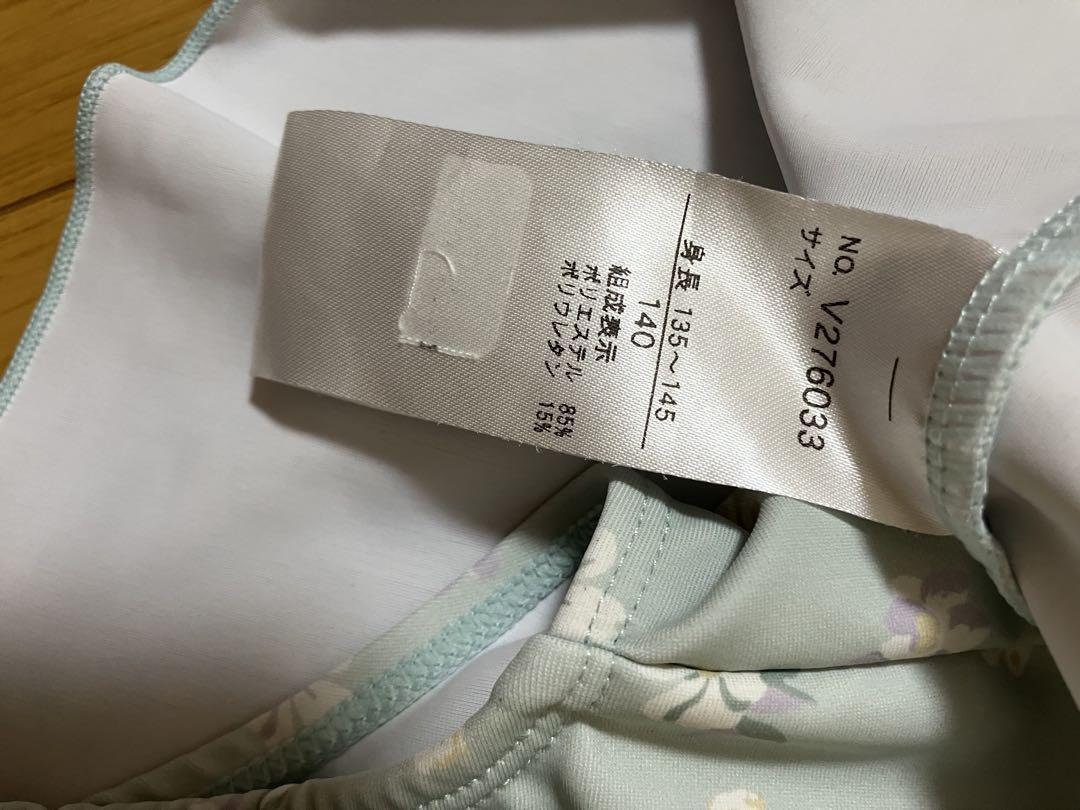 NO. V276033
サイズ
身長 135～145
140
組成表示
ポリエステル 85%
ポリウレタン 15%